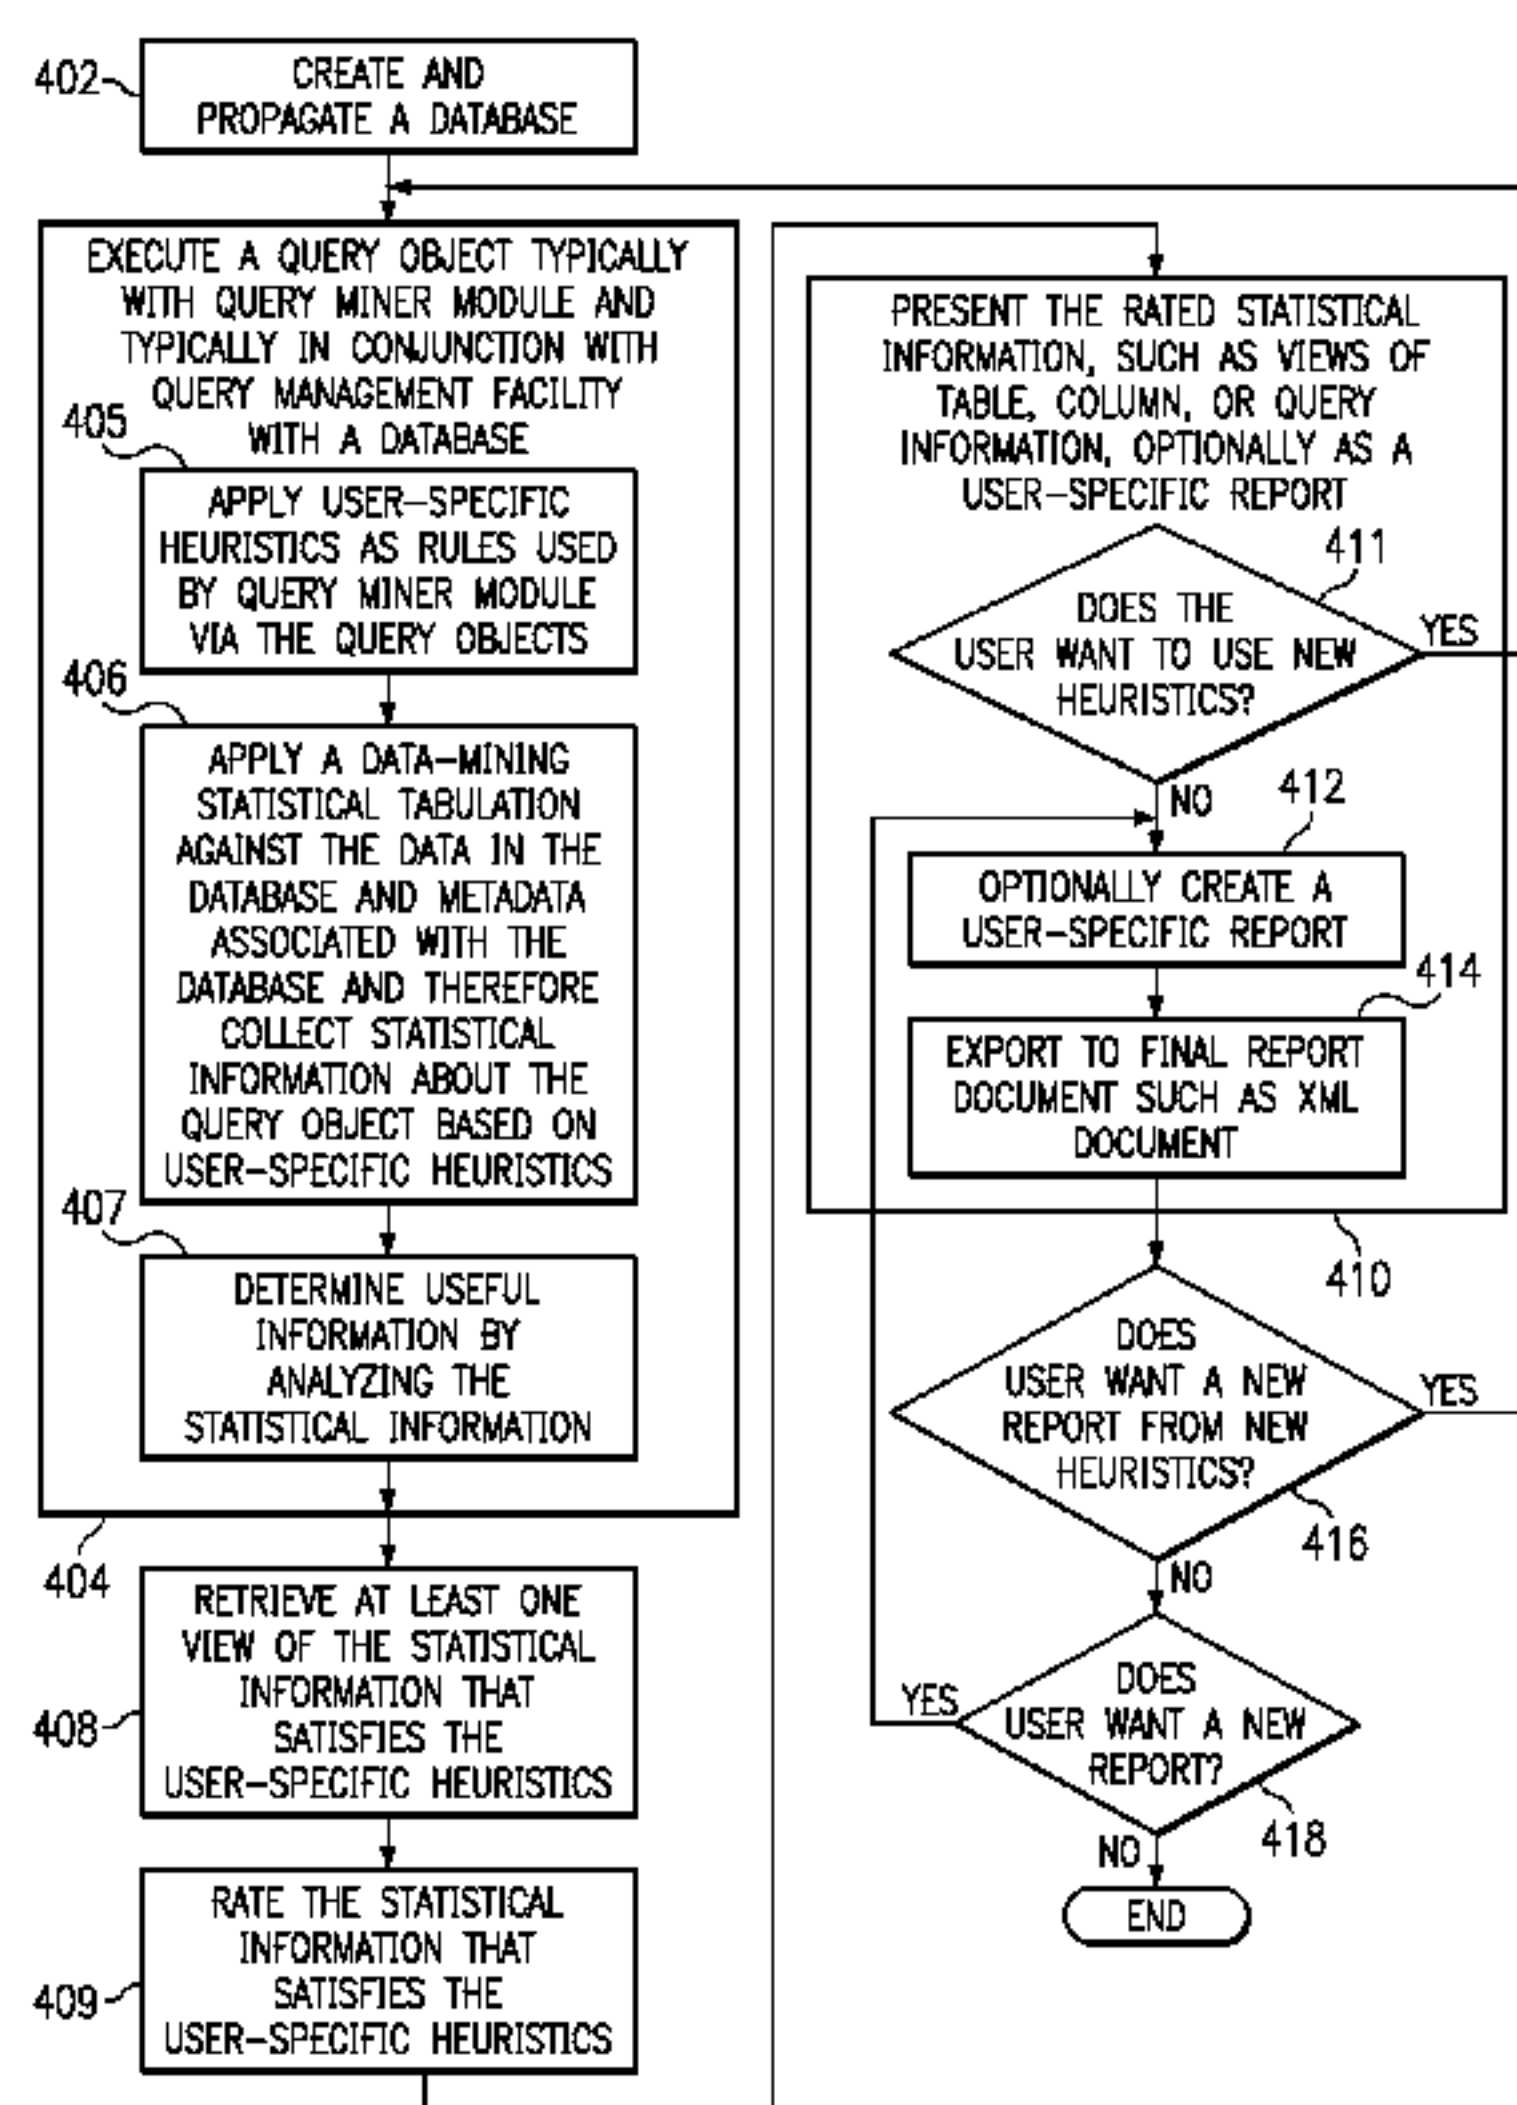 402
CREATE AND
PROPAGATE A DATABASE
EXECUTE A QUERY OBJECT TYPICALLY
WITH QUERY MINER MODULE AND
TYPICALLY IN CONJUNCTION WITH
QUERY MANAGEMENT FACILITY
WITH A DATABASE
405
APPLY USER-SPECIFIC
HEURISTICS AS RULES USED
BY QUERY MINER MODULE
VIA THE QUERY OBJECTS
406
APPLY A DATA-MINING
STATISTICAL TABULATION
AGAINST THE DATA IN THE
DATABASE AND METADATA
ASSOCIATED WITH THE
DATABASE AND THEREFORE
COLLECT STATISTICAL
INFORMATION ABOUT THE
QUERY OBJECT BASED ON
USER-SPECIFIC HEURISTICS
407
DETERMINE USEFUL
INFORMATION BY
ANALYZING THE
STATISTICAL INFORMATION
404
RETRIEVE AT LEAST ONE
VIEW OF THE STATISTICAL
INFORMATION THAT
SATISFIES THE
USER-SPECIFIC HEURISTICS
408
RATE THE STATISTICAL
INFORMATION THAT
SATISFIES THE
USER-SPECIFIC HEURISTICS
409
PRESENT THE RATED STATISTICAL
INFORMATION, SUCH AS VIEWS OF
TABLE, COLUMN, OR QUERY
INFORMATION, OPTIONALLY AS A
USER-SPECIFIC REPORT
411
DOES THE
USER WANT TO USE NEW
HEURISTICS?
YES
NO
412
OPTIONALLY CREATE A
USER-SPECIFIC REPORT
414
EXPORT TO FINAL REPORT
DOCUMENT SUCH AS XML
DOCUMENT
410
DOES
USER WANT A NEW
REPORT FROM NEW
HEURISTICS?
YES
416
NO
DOES
USER WANT A NEW
REPORT?
YES
418
NO
END